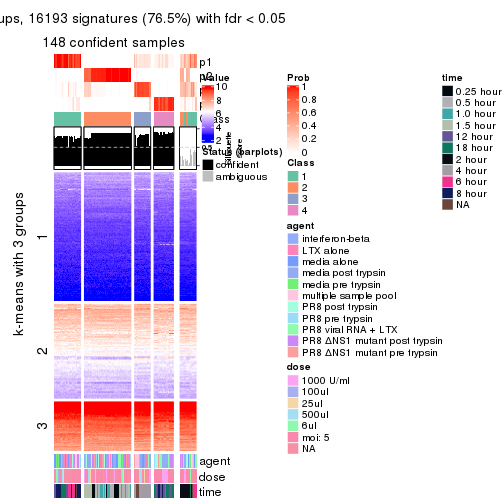 ups, 16193 signatures (76.5%) with fdr < 0.05
148 confident samples
p1
Class
k-means with 3 groups
1
2
3
agent
dose
time
value
10
8
6
4
2
Status (barplots)
confident
ambiguous
Silhouette
score
Prob
1
0.8
0.6
0.4
0.2
0
Class
1
2
3
4
agent
interferon-beta
LTX alone
media alone
media post trypsin
media pre trypsin
multiple sample pool
PR8 post trypsin
PR8 pre trypsin
PR8 viral RNA + LTX
PR8 ΔNS1 mutant post trypsin
PR8 ΔNS1 mutant pre trypsin
dose
1000 U/ml
100ul
25ul
500ul
6ul
moi: 5
NA
time
0.25 hour
0.5 hour
1.0 hour
1.5 hour
12 hour
18 hour
2 hour
4 hour
6 hour
8 hour
NA